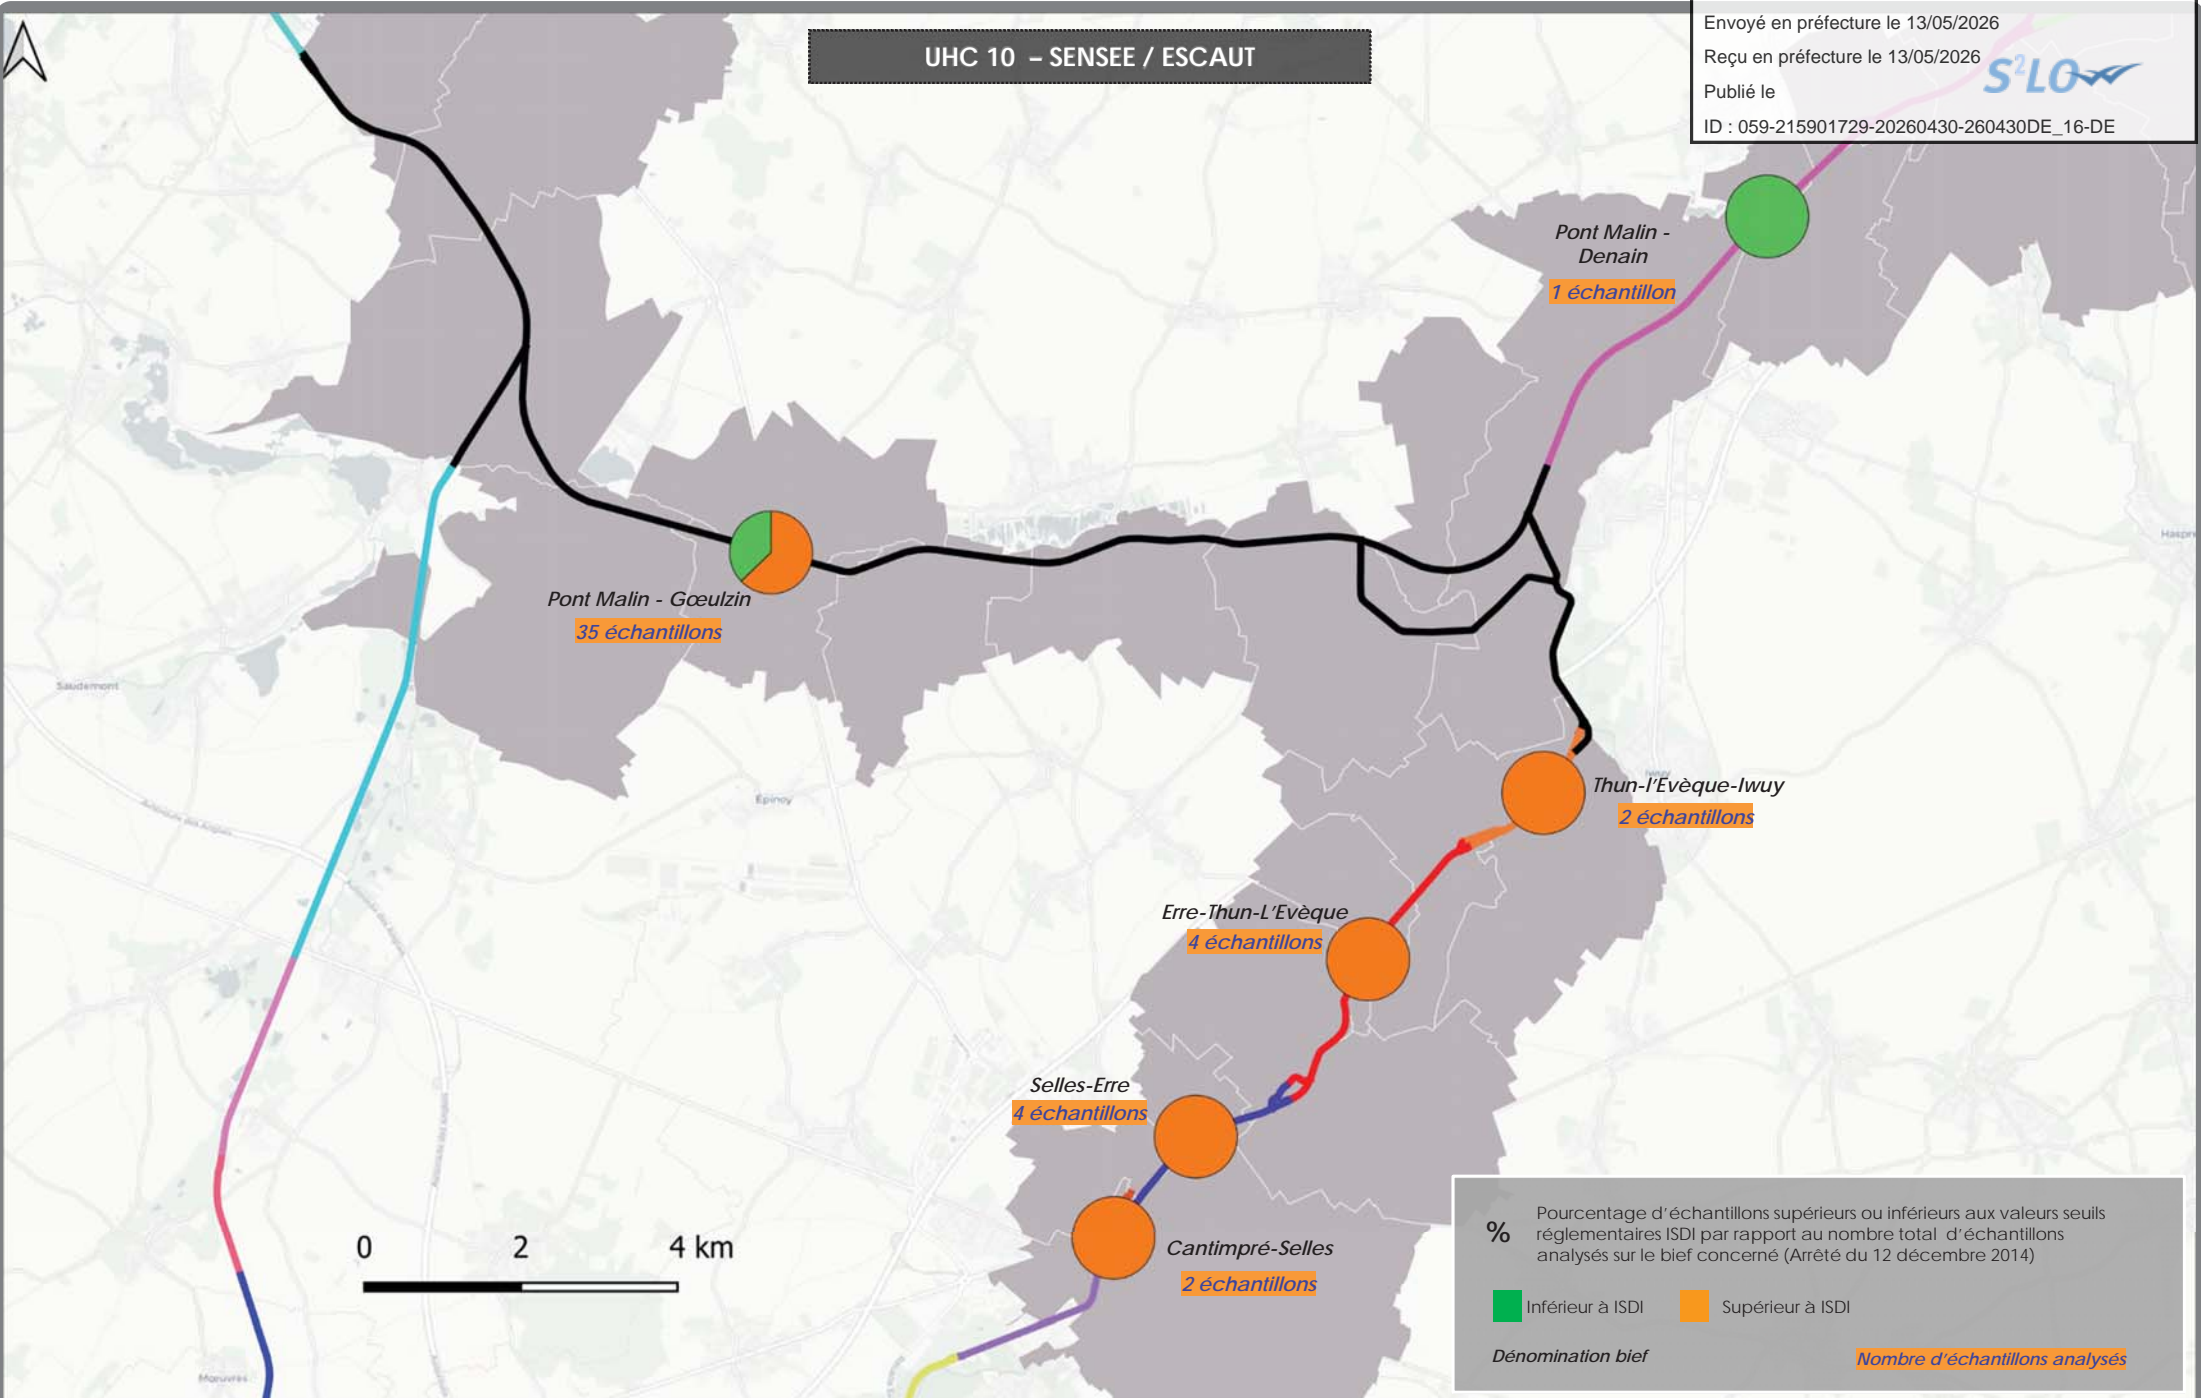 UHC 10 – SENSEE / ESCAUT
Envoyé en préfecture le 13/05/2026
Reçu en préfecture le 13/05/2026
Publié le
S²LO
ID : 059-215901729-20260430-260430DE_16-DE
Pont Malin -
Denain
1 échantillon
Pont Malin - Gœulzin
35 échantillons
Saudemont
Épinoy
Iwuy
Thun-l'Evèque-Iwuy
2 échantillons
Erre-Thun-L'Evèque
4 échantillons
Selles-Erre
4 échantillons
Cantimpré-Selles
2 échantillons
0 2 4 km
Mœuvres
%
Pourcentage d'échantillons supérieurs ou inférieurs aux valeurs seuils
réglementaires ISDI par rapport au nombre total d'échantillons
analysés sur le bief concerné (Arrêté du 12 décembre 2014)
Inférieur à ISDI
Supérieur à ISDI
Dénomination bief
Nombre d'échantillons analysés